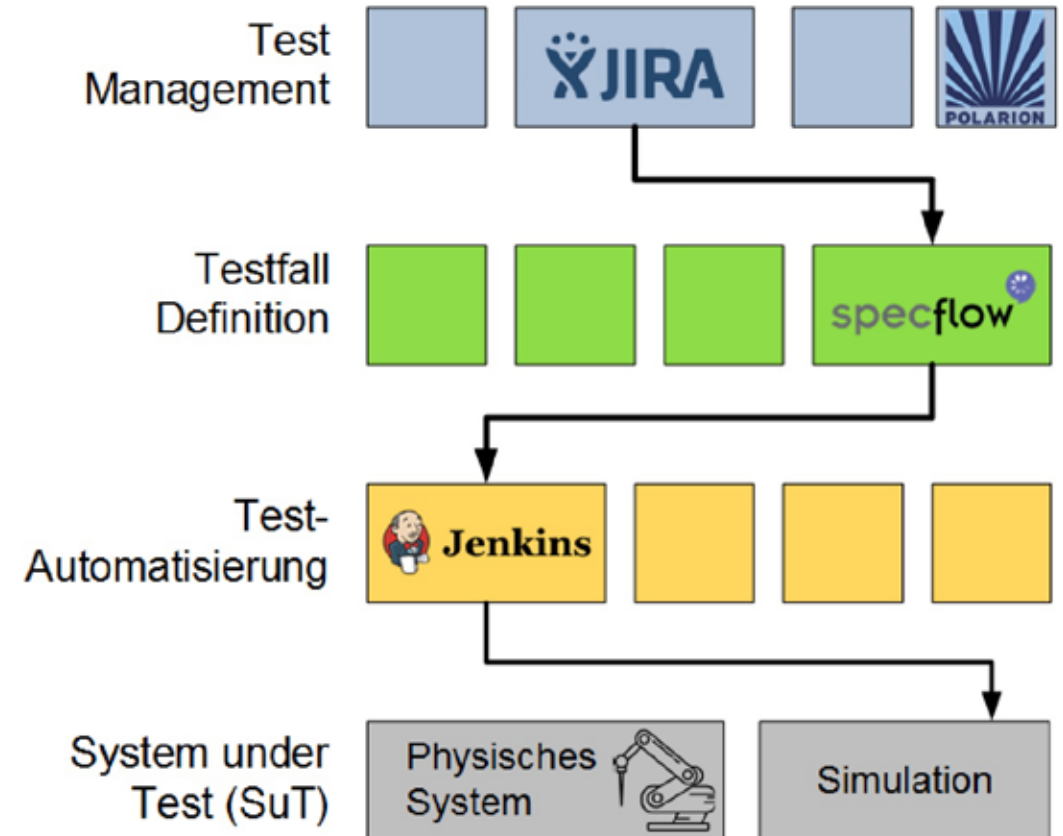 Test
Management
JIRA
POLARION
Testfall
Definition
specflow
Test-
Automatisierung
Jenkins
System under
Test (SuT)
Physisches
System
Simulation